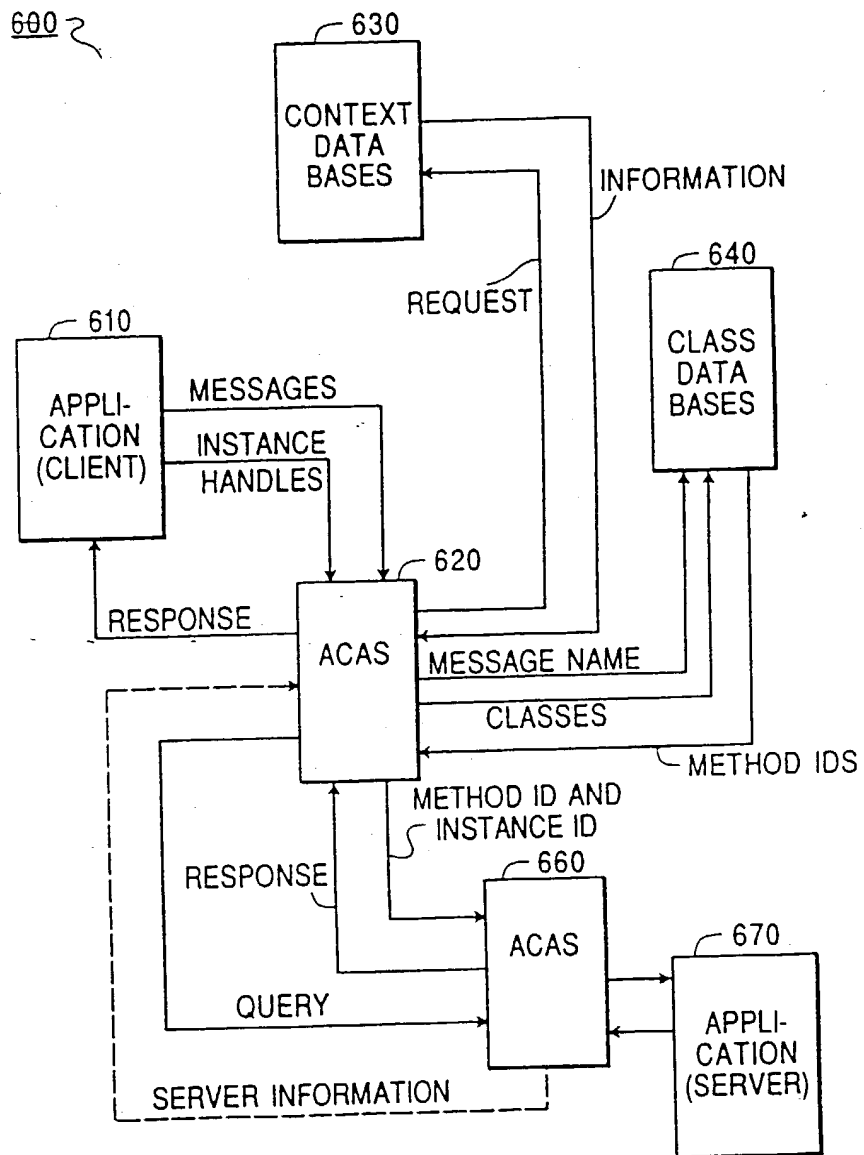 600
630
CONTEXT
DATA
BASES
INFORMATION
640
REQUEST
CLASS
DATA
BASES
610
APPLI-
CATION
(CLIENT)
MESSAGES
INSTANCE
HANDLES
620
RESPONSE
ACAS
MESSAGE NAME
CLASSES
METHOD IDS
METHOD ID AND
INSTANCE ID
660
RESPONSE
ACAS
670
QUERY
APPLI-
CATION
(SERVER)
SERVER INFORMATION